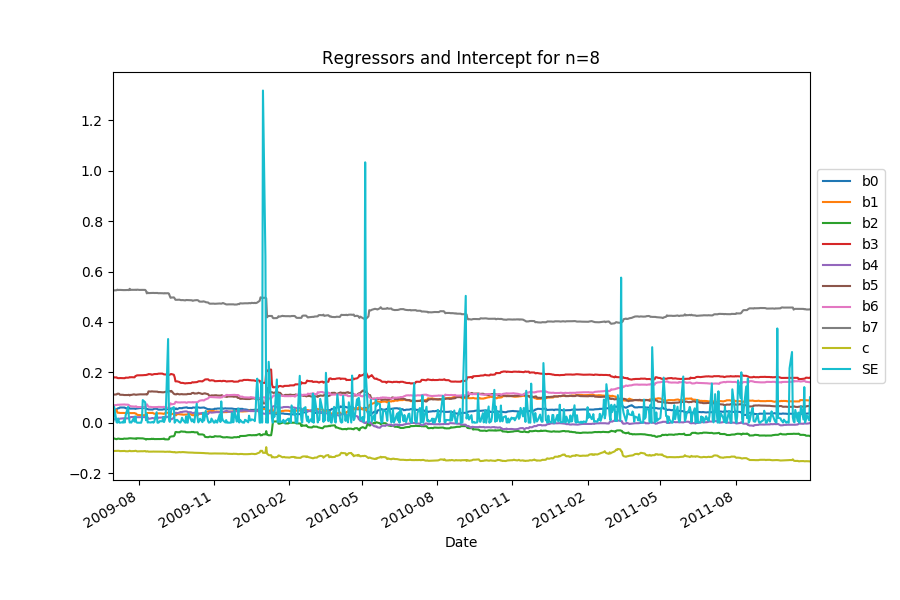 Regressors and Intercept for n=8
1.2
1.0
0.8
0.6
0.4
0.2
0.0
−0.2
2009-08
2009-11
2010-02
2010-05
2010-08
2010-11
2011-02
2011-05
2011-08
Date
b0
b1
b2
b3
b4
b5
b6
b7
c
SE